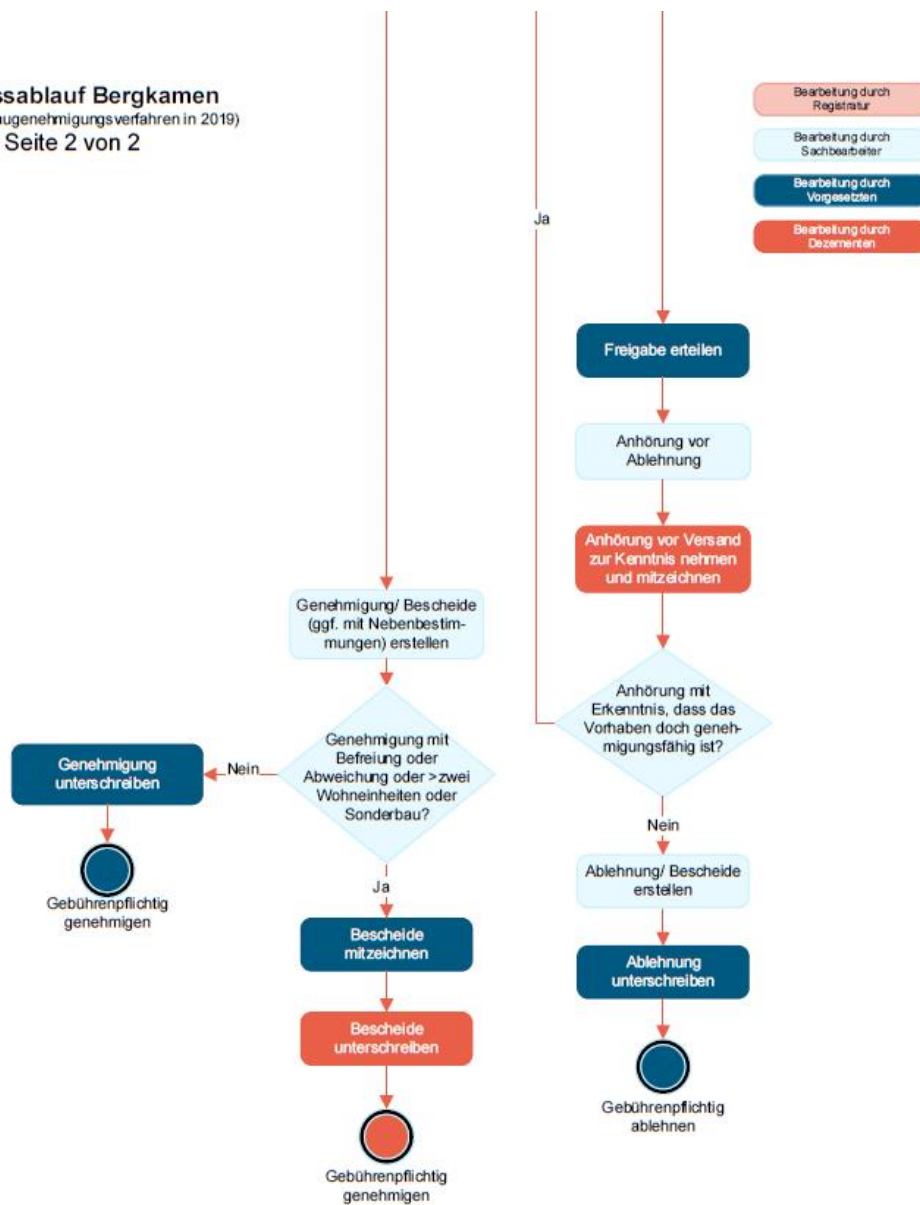 ssablauf Bergkamen
augenehmigungsverfahren in 2019)
Seite 2 von 2
Bearbeitung durch
Registratur
Bearbeitung durch
Sachbearbeiter
Bearbeitung durch
Vorgesetzten
Bearbeitung durch
Dezernenten
Ja
Freigabe erteilen
Anhörung vor
Ablehnung
Anhörung vor Versand
zur Kenntnis nehmen
und mitzeichnen
Genehmigung/ Bescheide
(ggf. mit Nebenbestim-
mungen) erstellen
Anhörung mit
Erkenntnis, dass das
Vorhaben doch geneh-
migungsfähig ist?
Genehmigung mit
Befreiung oder
Abweichung oder >zwei
Wohneinheiten oder
Sonderbau?
Nein
Genehmigung
unterschreiben
Gebührenpflichtig
genehmigen
Ja
Bescheide
mitzeichnen
Bescheide
unterschreiben
Gebührenpflichtig
genehmigen
Nein
Ablehnung/ Bescheide
erstellen
Ablehnung
unterschreiben
Gebührenpflichtig
ablehnen